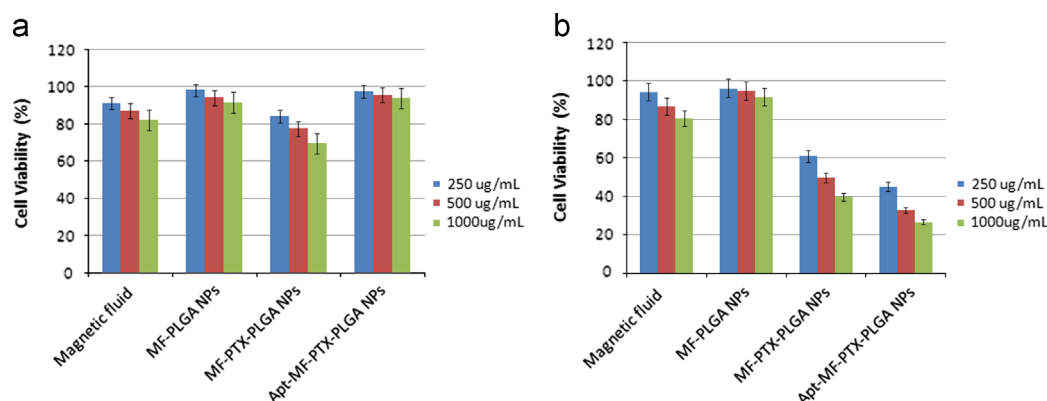 a
120
100
80
60
40
20
0
Cell Viability (%)
Magnetic fluid
MF-PLGA NPs
MF-PTX-PLGA NPs
Apt-MF-PTX-PLGA NPs
250 ug/mL
500 ug/mL
1000ug/mL
b
120
100
80
60
40
20
0
Cell Viability (%)
Magnetic fluid
MF-PLGA NPs
MF-PTX-PLGA NPs
Apt-MF-PTX-PLGA NPs
250 ug/mL
500 ug/mL
1000ug/mL